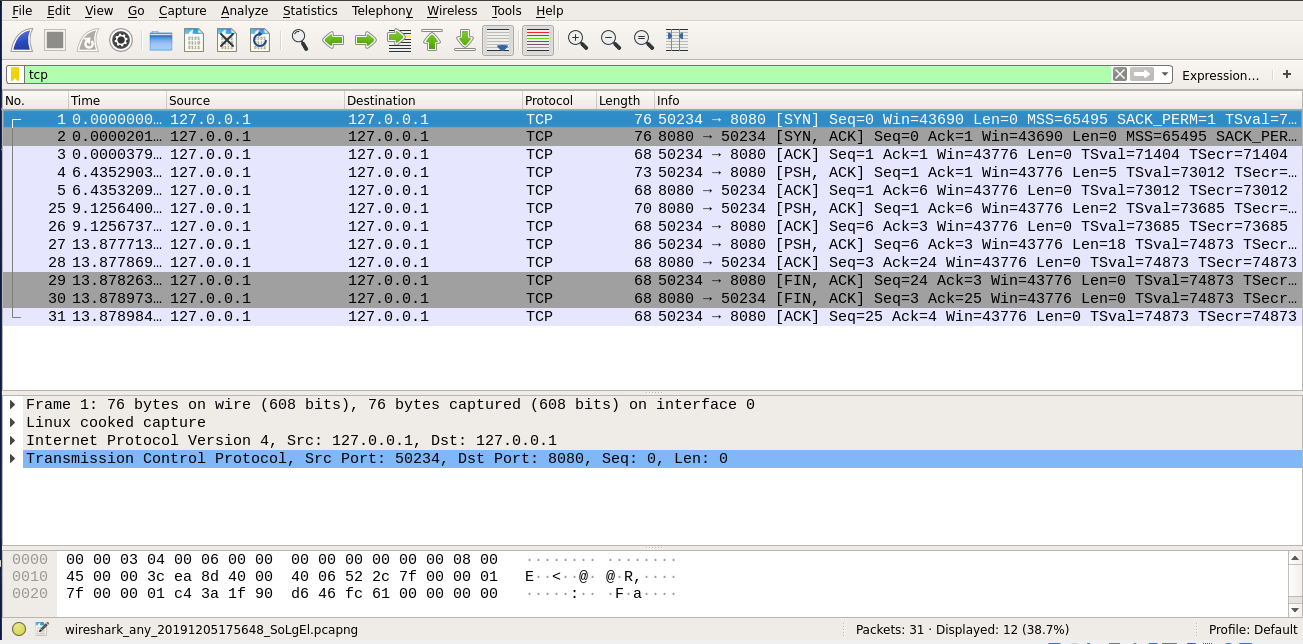 File Edit View Go Capture Analyze Statistics Telephony Wireless Tools Help
tcp Expression… +
No. Time Source Destination Protocol Length Info
1 0.0000000… 127.0.0.1 127.0.0.1 TCP 76 50234 → 8080 [SYN] Seq=0 Win=43690 Len=0 MSS=65495 SACK_PERM=1 TSval=7…
2 0.0000201… 127.0.0.1 127.0.0.1 TCP 76 8080 → 50234 [SYN, ACK] Seq=0 Ack=1 Win=43690 Len=0 MSS=65495 SACK_PER…
3 0.0000379… 127.0.0.1 127.0.0.1 TCP 68 50234 → 8080 [ACK] Seq=1 Ack=1 Win=43776 Len=0 TSval=71404 TSecr=71404
4 6.4352903… 127.0.0.1 127.0.0.1 TCP 73 50234 → 8080 [PSH, ACK] Seq=1 Ack=1 Win=43776 Len=5 TSval=73012 TSecr=…
5 6.4353209… 127.0.0.1 127.0.0.1 TCP 68 8080 → 50234 [ACK] Seq=1 Ack=6 Win=43776 Len=0 TSval=73012 TSecr=73012
25 9.1256400… 127.0.0.1 127.0.0.1 TCP 70 8080 → 50234 [PSH, ACK] Seq=1 Ack=6 Win=43776 Len=2 TSval=73685 TSecr=…
26 9.1256737… 127.0.0.1 127.0.0.1 TCP 68 50234 → 8080 [ACK] Seq=6 Ack=3 Win=43776 Len=0 TSval=73685 TSecr=73685
27 13.877713… 127.0.0.1 127.0.0.1 TCP 86 50234 → 8080 [PSH, ACK] Seq=6 Ack=3 Win=43776 Len=18 TSval=74873 TSecr…
28 13.877869… 127.0.0.1 127.0.0.1 TCP 68 8080 → 50234 [ACK] Seq=3 Ack=24 Win=43776 Len=0 TSval=74873 TSecr=74873
29 13.878263… 127.0.0.1 127.0.0.1 TCP 68 50234 → 8080 [FIN, ACK] Seq=24 Ack=3 Win=43776 Len=0 TSval=74873 TSecr…
30 13.878973… 127.0.0.1 127.0.0.1 TCP 68 8080 → 50234 [FIN, ACK] Seq=3 Ack=25 Win=43776 Len=0 TSval=74873 TSecr…
31 13.878984… 127.0.0.1 127.0.0.1 TCP 68 50234 → 8080 [ACK] Seq=25 Ack=4 Win=43776 Len=0 TSval=74873 TSecr=74873
Frame 1: 76 bytes on wire (608 bits), 76 bytes captured (608 bits) on interface 0
Linux cooked capture
Internet Protocol Version 4, Src: 127.0.0.1, Dst: 127.0.0.1
Transmission Control Protocol, Src Port: 50234, Dst Port: 8080, Seq: 0, Len: 0
0000 00 00 03 04 00 06 00 00 00 00 00 00 00 00 08 00 ········ ········
0010 45 00 00 3c ea 8d 40 00 40 06 52 2c 7f 00 00 01 E··<··@· @·R,····
0020 7f 00 00 01 c4 3a 1f 90 d6 46 fc 61 00 00 00 00 ·····:·· ·F·a····
wireshark_any_20191205175648_SoLgEl.pcapng Packets: 31 · Displayed: 12 (38.7%) Profile: Default